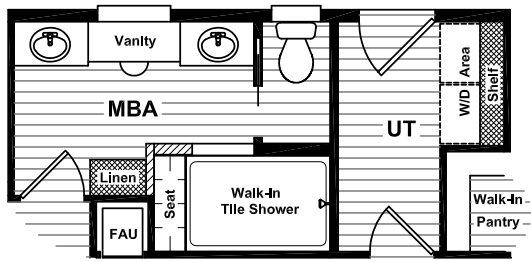 Vanity
MBA
UT
W/D Area
Shelf
Linen
Seat
Walk-In
Tile Shower
Walk-In
Pantry
FAU